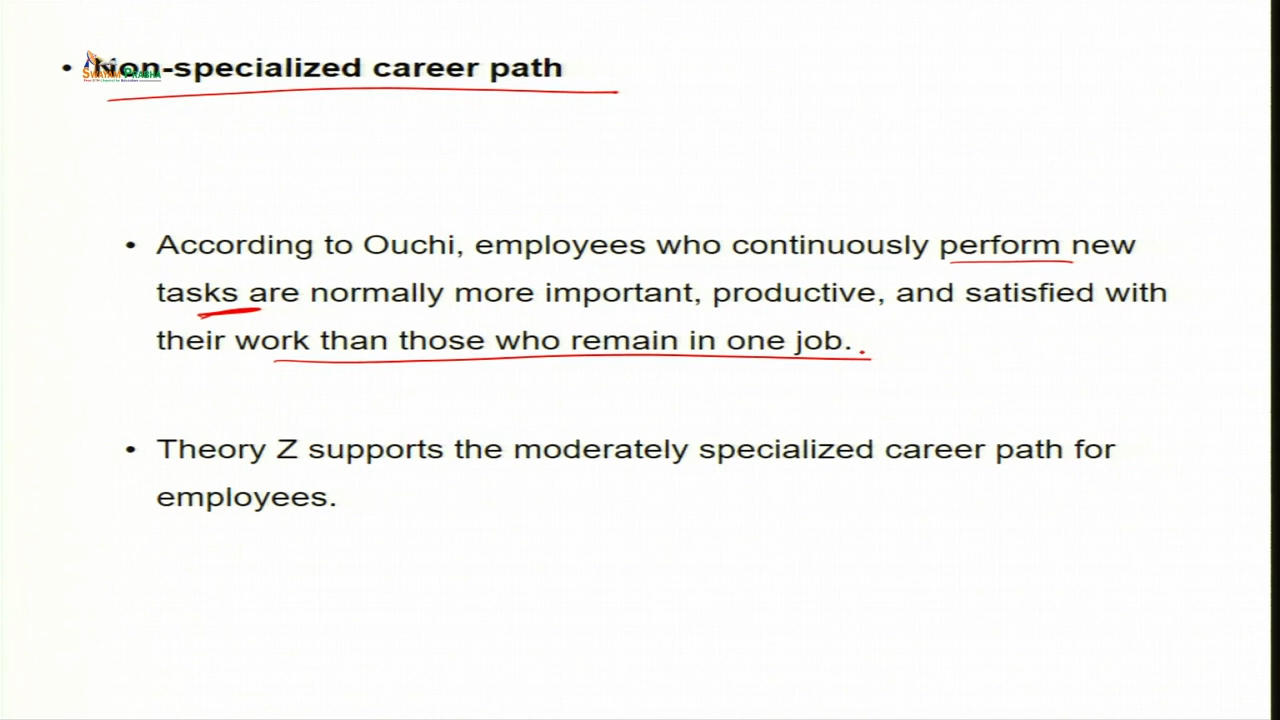 • Non-specialized career path
SWAYAM PRABHA
• According to Ouchi, employees who continuously perform new
tasks are normally more important, productive, and satisfied with
their work than those who remain in one job.
• Theory Z supports the moderately specialized career path for
employees.